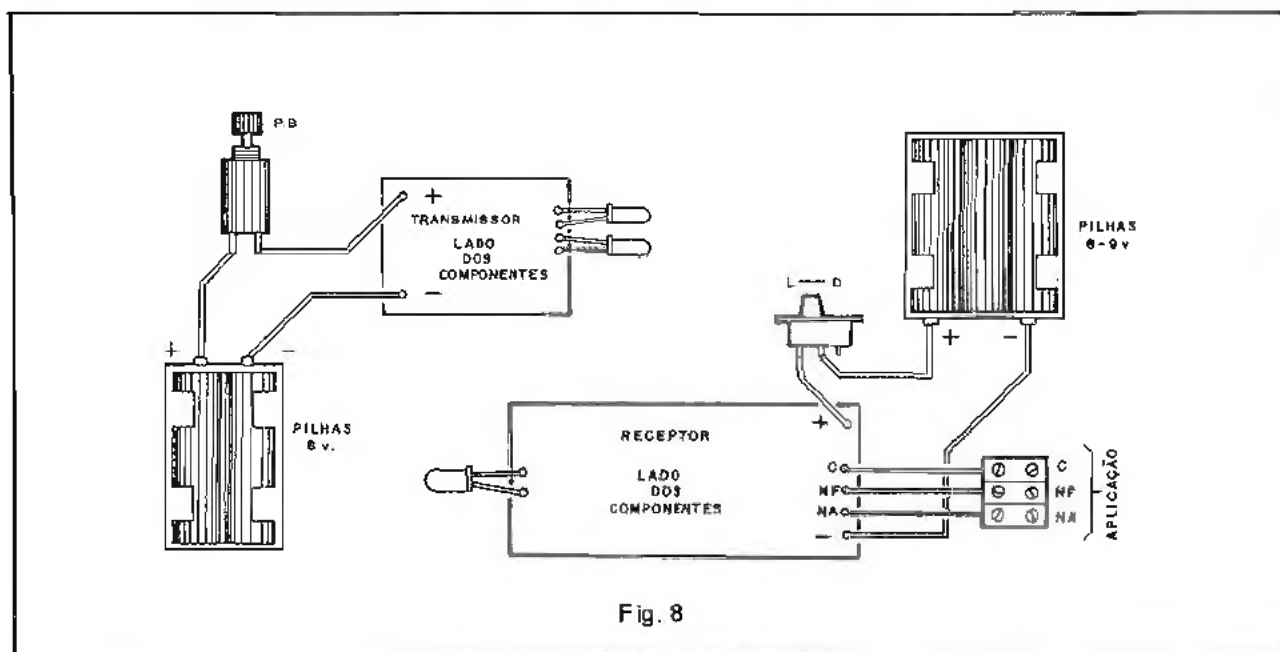 P.B
+
TRANSMISSOR
LADO
DOS
COMPONENTES
-
+ -
PILHAS
6 v.
L D
PILHAS
6-9v
+ -
RECEPTOR
LADO
DOS
COMPONENTES
+
C
NF
NA
-
C
NF
NA
APLICAÇÃO
Fig. 8